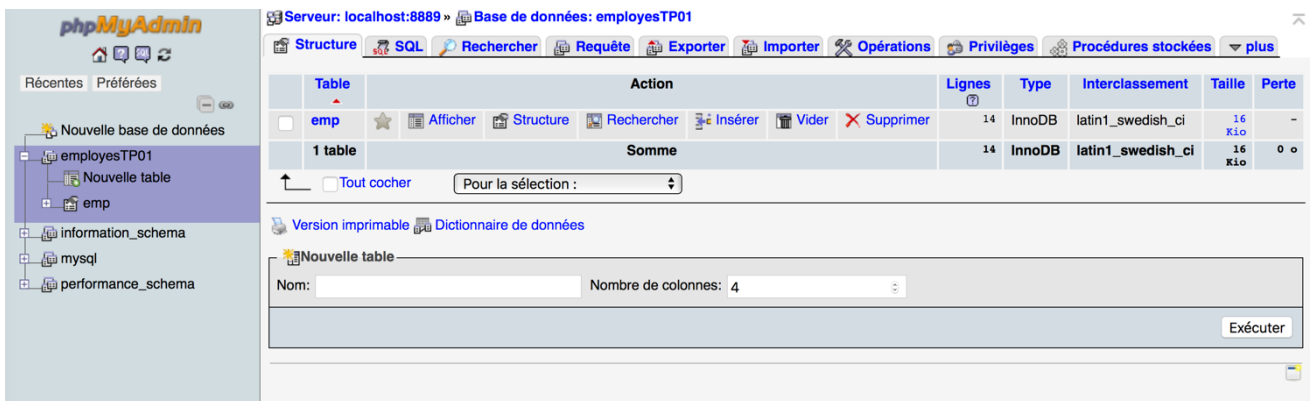 phpMyAdmin
Récentes Préférées
Nouvelle base de données
employesTP01
Nouvelle table
emp
information_schema
mysql
performance_schema
Serveur: localhost:8889 » Base de données: employesTP01
Structure SQL Rechercher Requête Exporter Importer Opérations Privilèges Procédures stockées plus
Table Action Lignes Type Interclassement Taille Perte
emp Afficher Structure Rechercher Insérer Vider Supprimer 14 InnoDB latin1_swedish_ci 16 Kio -
1 table Somme 14 InnoDB latin1_swedish_ci 16 Kio 0 o
Tout cocher Pour la sélection :
Version imprimable Dictionnaire de données
Nouvelle table
Nom: Nombre de colonnes: 4
Exécuter